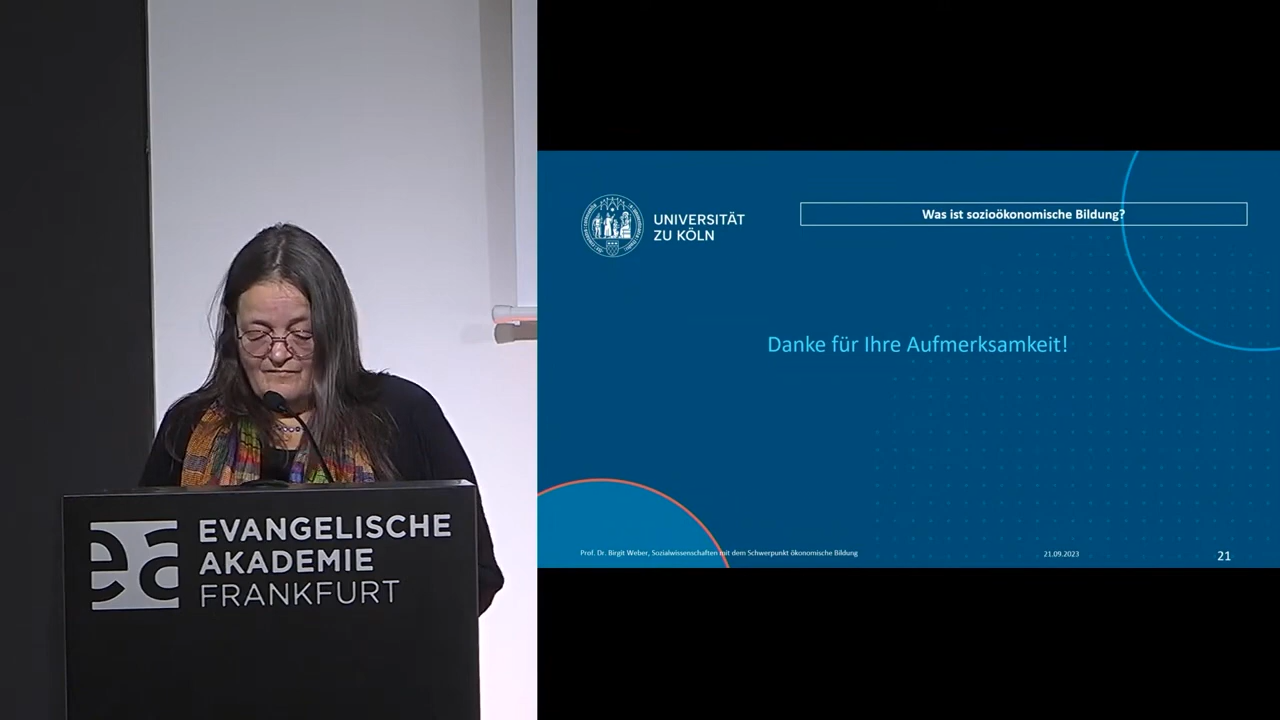 ea
EVANGELISCHE
AKADEMIE
FRANKFURT
UNIVERSITÄT
ZU KÖLN
Was ist sozioökonomische Bildung?
Danke für Ihre Aufmerksamkeit!
Prof. Dr. Birgit Weber, Sozialwissenschaften mit dem Schwerpunkt ökonomische Bildung
21.09.2023
21